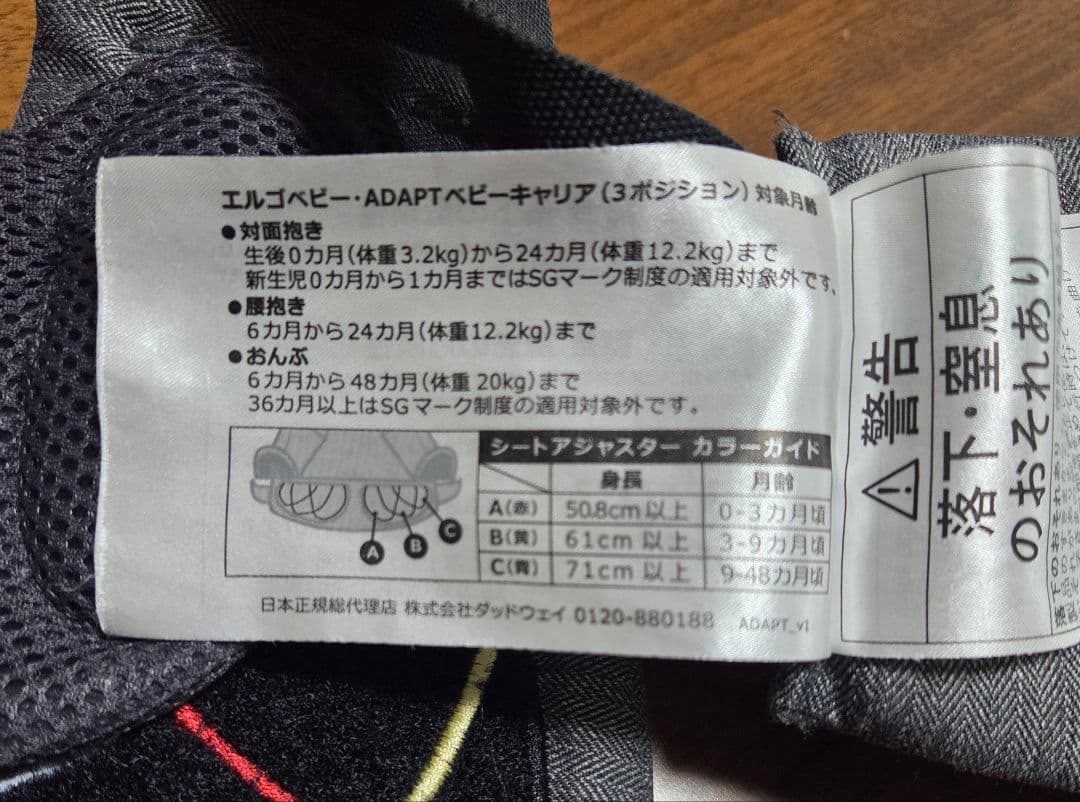 エルゴベビー・ADAPTベビーキャリア(3ポジション)対象月齢
●対面抱き
生後0カ月(体重3.2kg)から24カ月(体重12.2kg)まで
新生児0カ月から1カ月まではSGマーク制度の適用対象外です。
●腰抱き
6カ月から24カ月(体重12.2kg)まで
●おんぶ
6カ月から48カ月(体重20kg)まで
36カ月以上はSGマーク制度の適用対象外です。
シートアジャスター カラーガイド
身長 月齢
A(赤) 50.8cm以上 0-3カ月頃
B(黄) 61cm以上 3-9カ月頃
C(青) 71cm以上 9-48カ月頃
A B C
日本正規総代理店 株式会社ダッドウェイ 0120-880188 ADAPT_v1
警告
落下・窒息
のおそれあり